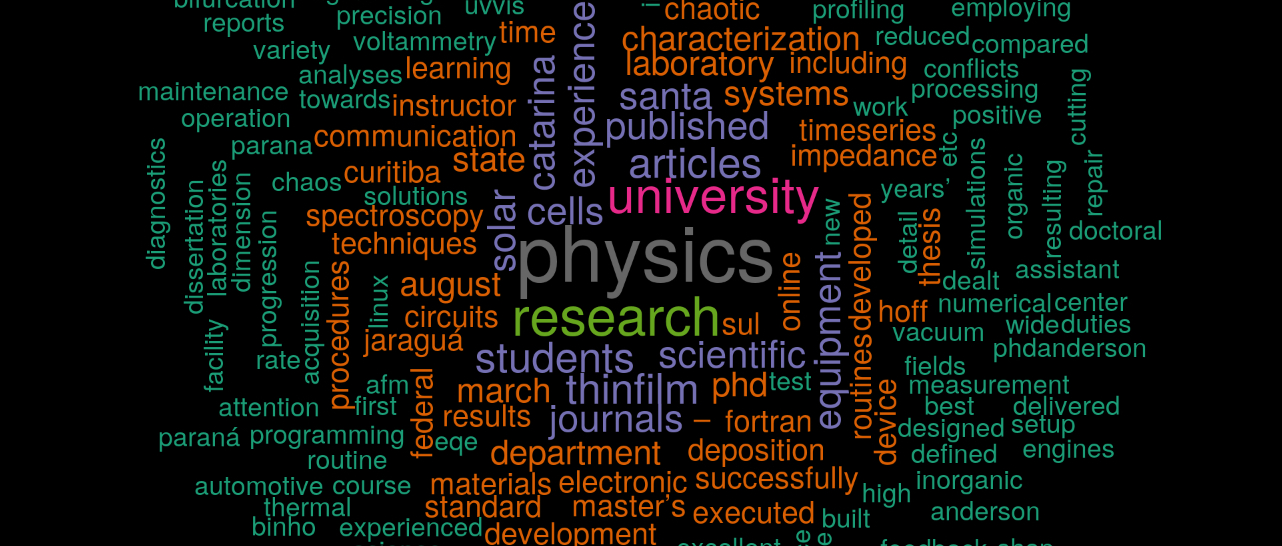 bifurcation
uvvis
chaotic
profiling
employing
reports
precision
experience
variety
voltammetry
time
characterization
reduced
compared
analyses
learning
laboratory
including
conflicts
maintenance
towards
instructor
catarina
santa
systems
work
processing
cutting
operation
communication
published
timeseries
positive
parana
state
articles
impedance
etc
diagnostics
chaos
curitiba
solutions
university
years’
simulations
organic
resulting
repair
dissertation
laboratories
dimension
spectroscopy
solar
cells
new
developed
detail
thesis
doctoral
progression
techniques
physics
acquisition
procedures
linux
august
online
equipment
dealt
assistant
circuits
research
sul
hoff
numerical
center
facility
rate
jaraguá
students
scientific
routines
vacuum
wide
duties
phd
anderson
afm
march
thinfilm
phd
test
fields
measurement
attention
first
federal
results
journals
–
fortran
device
best
delivered
paraná
programming
eqe
department
deposition
designed
setup
routine
defined
engines
automotive
course
materials
electronic
successfully
high
inorganic
thermal
standard
master’s
executed
built
anderson
binho
experienced
development
excellent
feedback